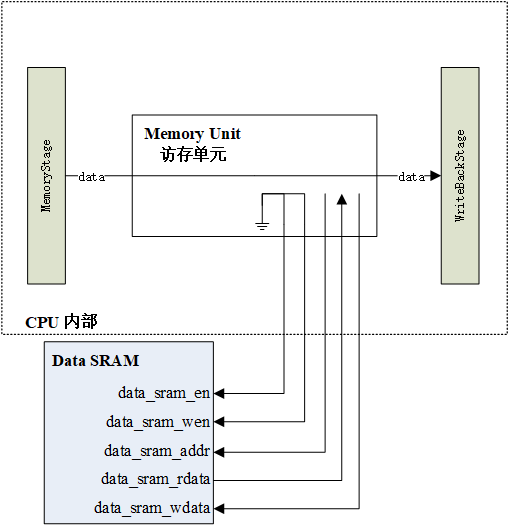 Memory Unit
访存单元
MemoryStage
data
data
WriteBackStage
CPU 内部
Data SRAM
data_sram_en
data_sram_wen
data_sram_addr
data_sram_rdata
data_sram_wdata